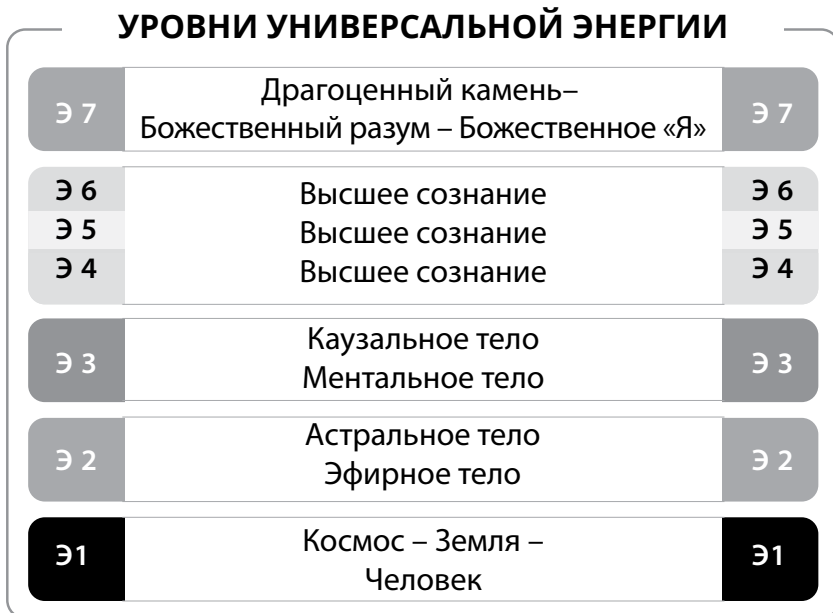 УРОВНИ УНИВЕРСАЛЬНОЙ ЭНЕРГИИ
Э 7 Драгоценный камень– Э 7
Божественный разум – Божественное «Я»
Э 6 Высшее сознание Э 6
Э 5 Высшее сознание Э 5
Э 4 Высшее сознание Э 4
Э 3 Каузальное тело Э 3
Ментальное тело
Э 2 Астральное тело Э 2
Эфирное тело
Э1 Космос – Земля – Э1
Человек